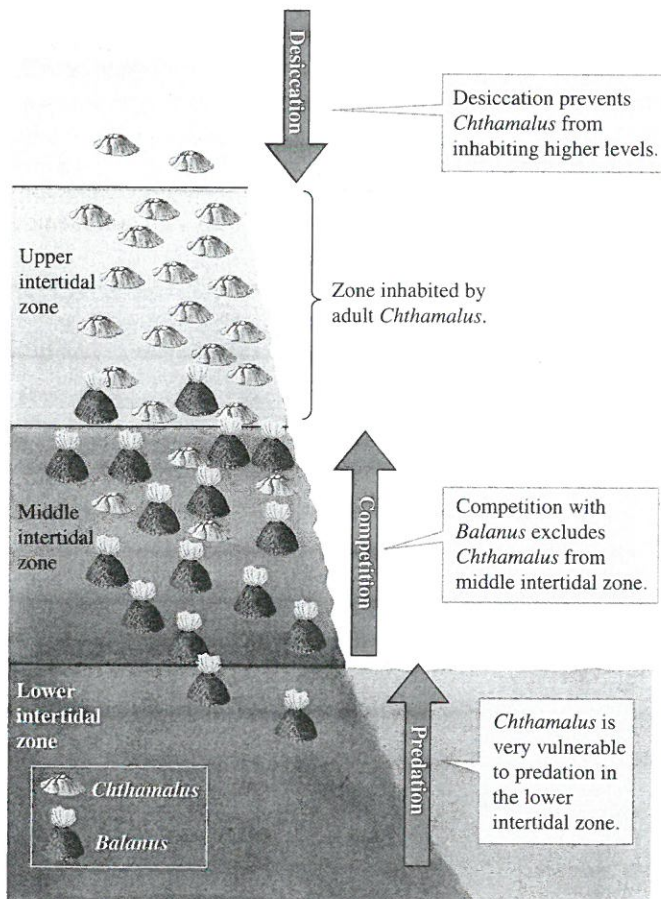 Desiccation
Desiccation prevents
Chthamalus from
inhabiting higher levels.
Upper
intertidal
zone
Zone inhabited by
adult Chthamalus.
Middle
intertidal
zone
Competition
Competition with
Balanus excludes
Chthamalus from
middle intertidal zone.
Lower
intertidal
zone
Predation
Chthamalus is
very vulnerable
to predation in
the lower
intertidal zone.
Chthamalus
Balanus